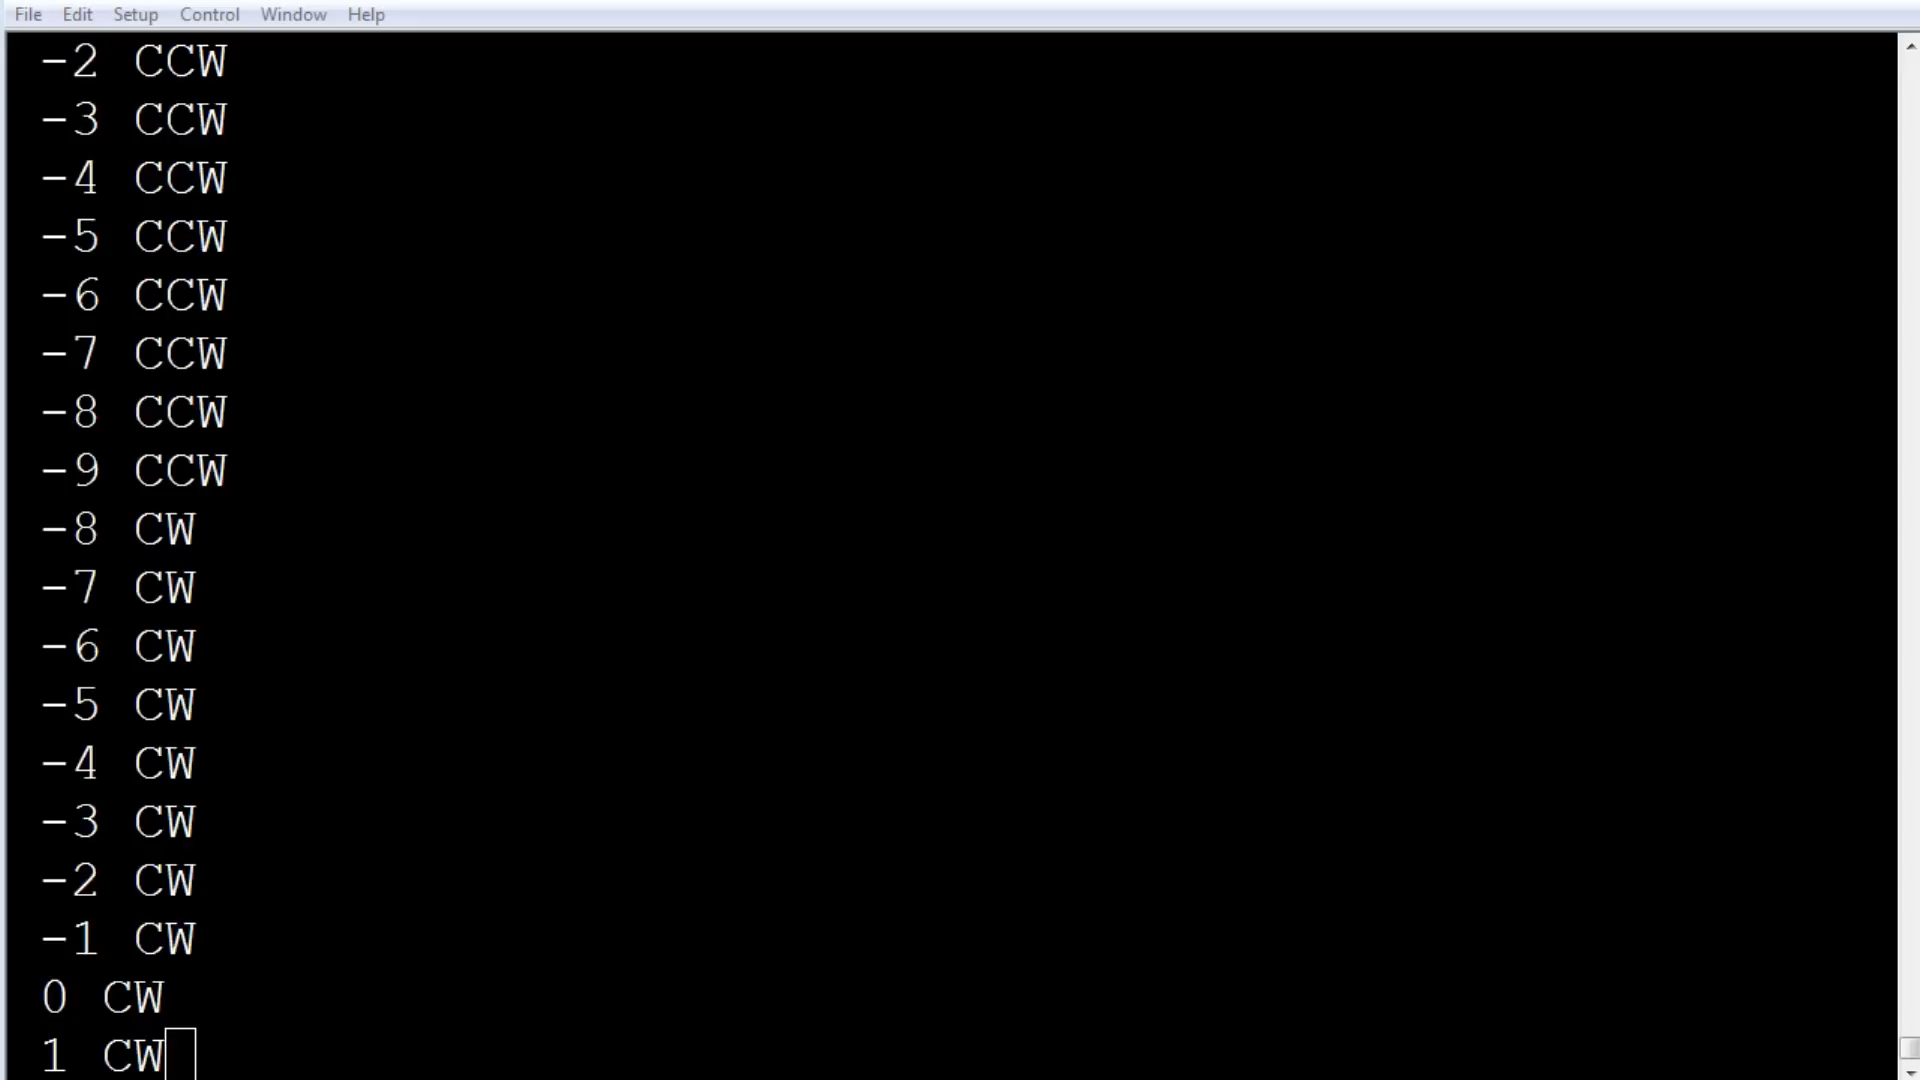 File Edit Setup Control Window Help
-2 CCW
-3 CCW
-4 CCW
-5 CCW
-6 CCW
-7 CCW
-8 CCW
-9 CCW
-8 CW
-7 CW
-6 CW
-5 CW
-4 CW
-3 CW
-2 CW
-1 CW
0 CW
1 CW